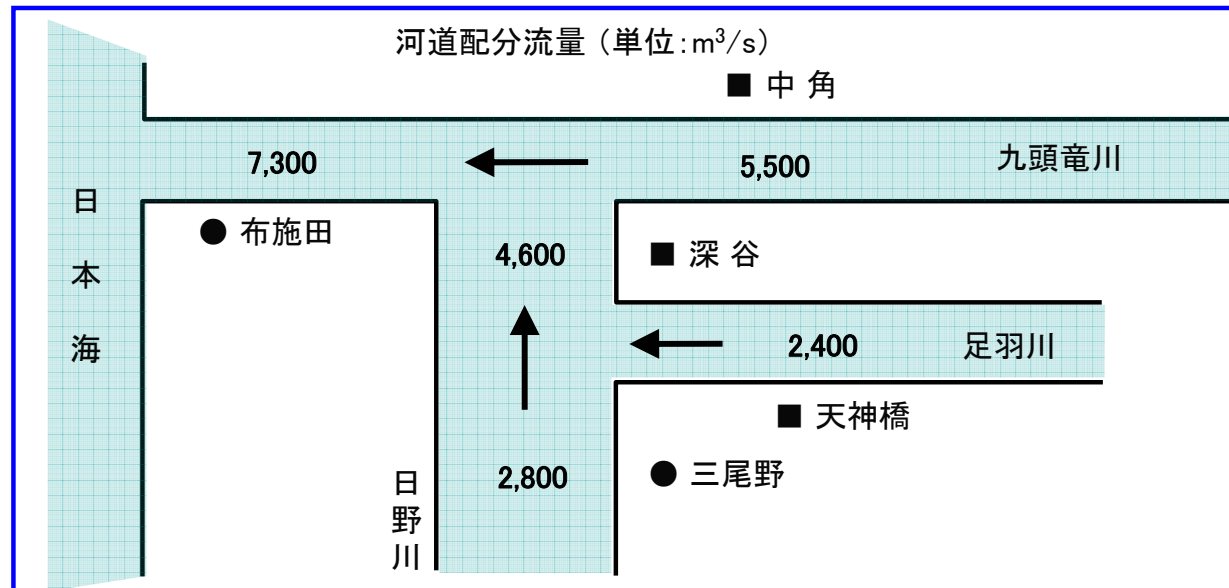 河道配分流量（単位：m³/s）
■ 中 角
7,300
5,500
九頭竜川
日本海
● 布施田
4,600
■ 深 谷
2,400
足羽川
■ 天神橋
2,800
● 三尾野
日野川